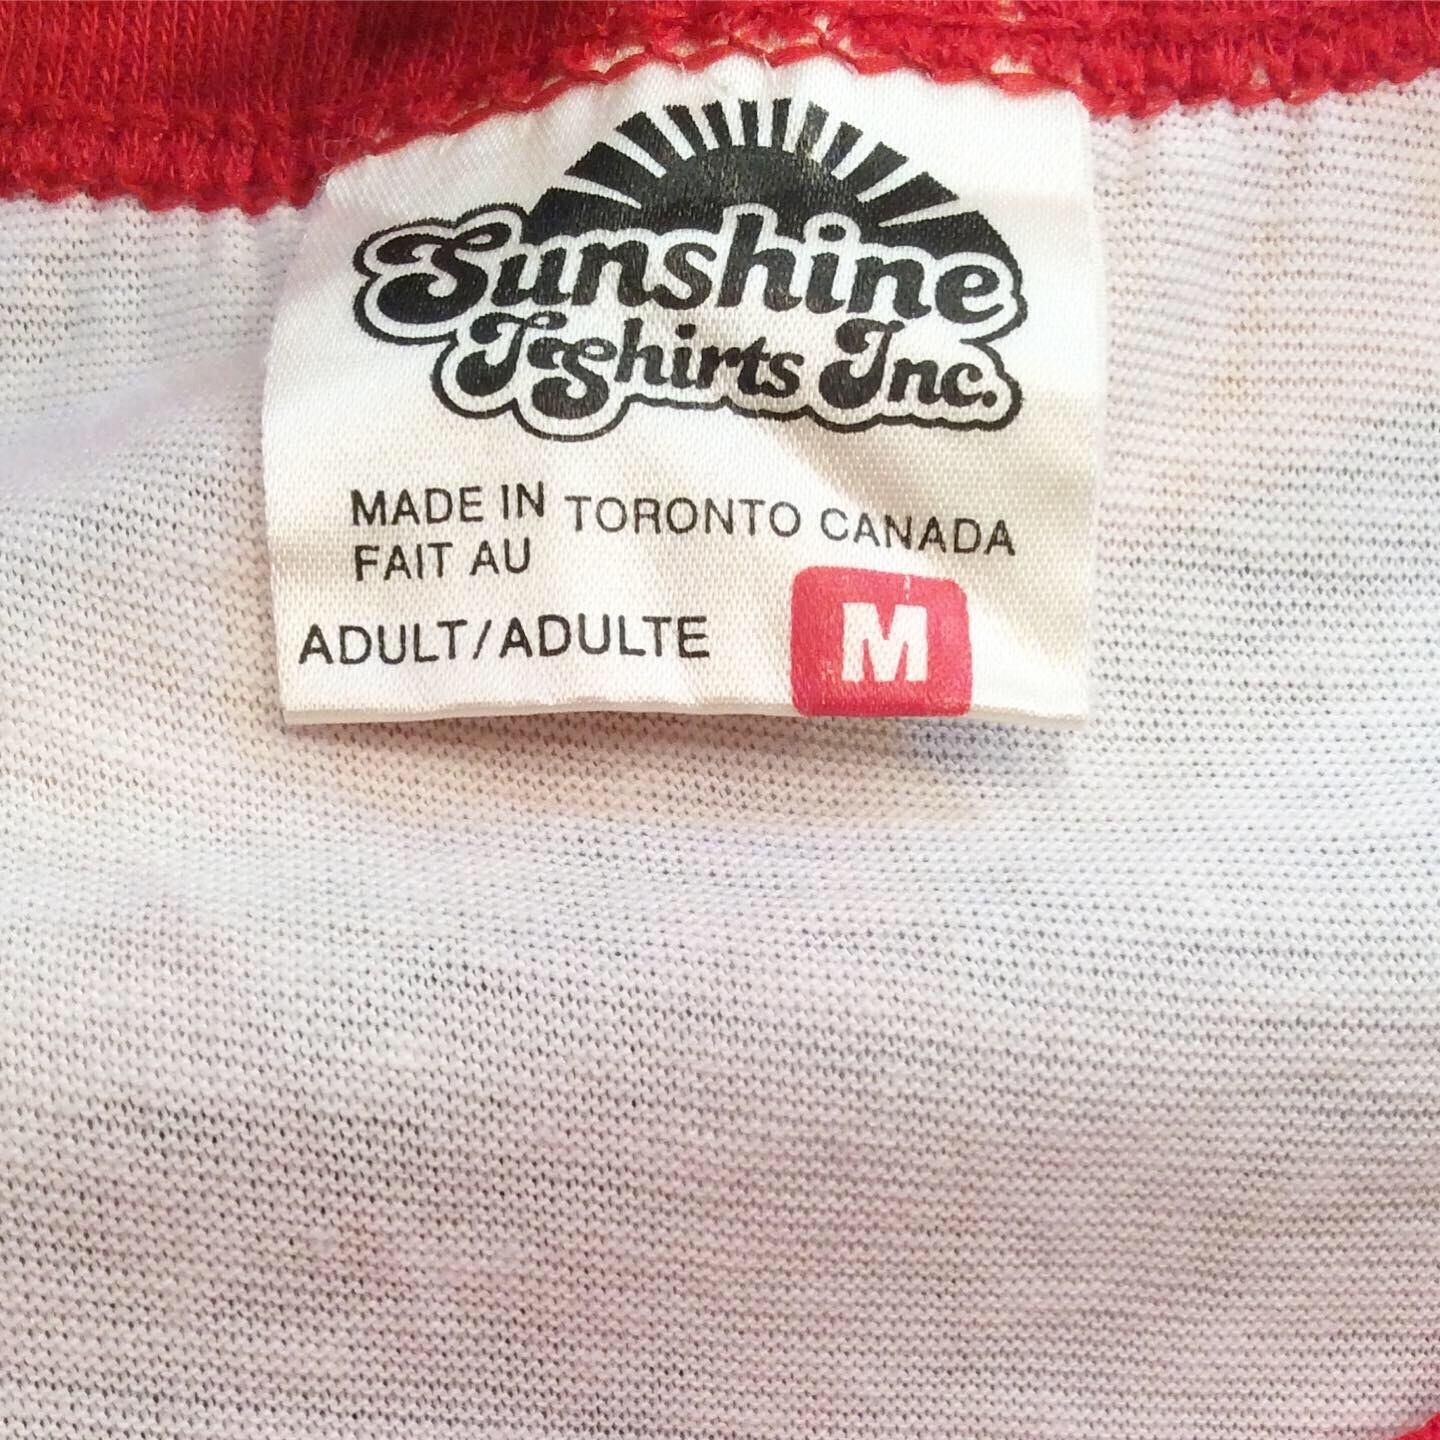 Sunshine
T-Shirts Inc.
MADE IN TORONTO CANADA
FAIT AU
ADULT/ADULTE M